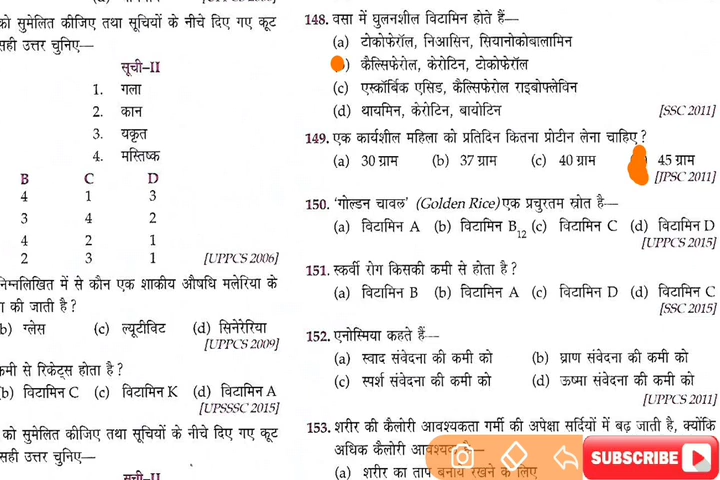 को सुमेलित कीजिए तथा सूचियों के नीचे दिए गए कूट
सही उत्तर चुनिए—
सूची–II
1. गला
2. कान
3. यकृत
4. मस्तिष्क
B C D
4 1 3
3 4 2
4 2 1
2 3 1 [UPPCS 2006]
निम्नलिखित में से कौन एक शाकीय औषधि मलेरिया के
की जाती है ?
b) ग्लेस (c) ल्यूटीविट (d) सिनेरेरिया
[UPPCS 2009]
कमी से रिकेट्स होता है ?
b) विटामिन C (c) विटामिन K (d) विटामिन A
[UPSSSC 2015]
को सुमेलित कीजिए तथा सूचियों के नीचे दिए गए कूट
सही उत्तर चुनिए—
सूची–II
148. वसा में घुलनशील विटामिन होते हैं—
(a) टोकोफेरॉल, निआसिन, सियानोकोबालामिन
) कैल्सिफेरोल, केरोटिन, टोकोफेरॉल
(c) एस्कॉर्बिक एसिड, कैल्सिफेरोल राइबोफ्लेविन
(d) थायमिन, केरोटिन, बायोटिन [SSC 2011]
149. एक कार्यशील महिला को प्रतिदिन कितना प्रोटीन लेना चाहिए ?
(a) 30 ग्राम (b) 37 ग्राम (c) 40 ग्राम ) 45 ग्राम
[JPSC 2011]
150. ‘गोल्डन चावल’ (Golden Rice) एक प्रचुरतम स्रोत है—
(a) विटामिन A (b) विटामिन B12 (c) विटामिन C (d) विटामिन D
[UPPCS 2015]
151. स्कर्वी रोग किसकी कमी से होता है ?
(a) विटामिन B (b) विटामिन A (c) विटामिन D (d) विटामिन C
[SSC 2015]
152. एनोस्मिया कहते हैं—
(a) स्वाद संवेदना की कमी को (b) घ्राण संवेदना की कमी को
(c) स्पर्श संवेदना की कमी को (d) ऊष्मा संवेदना की कमी को
[UPPCS 2011]
153. शरीर की कैलोरी आवश्यकता गर्मी की अपेक्षा सर्दियों में बढ़ जाती है, क्योंकि
अधिक कैलोरी
(a) शरीर का ताप बनाये रखने के लिए
SUBSCRIBE